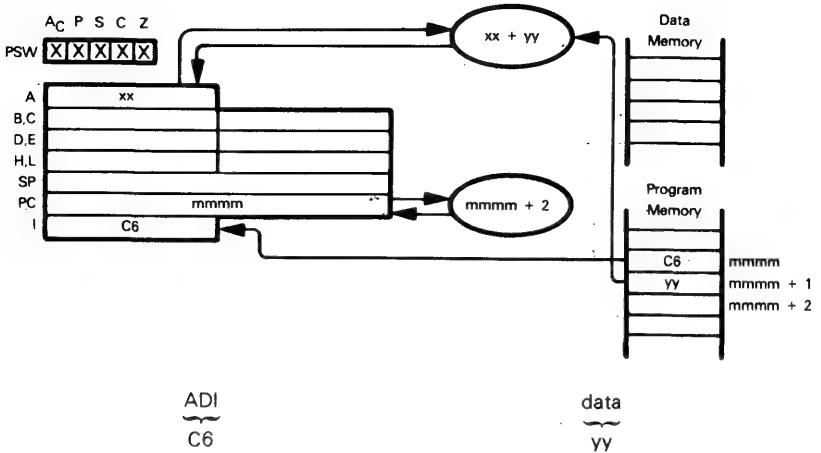 AC P S C Z
PSW X X X X X
xx + yy
Data
Memory
A xx
B,C
D,E
H,L
SP
PC mmmm
I C6
mmmm + 2
Program
Memory
C6 mmmm
yy mmmm + 1
mmmm + 2
ADI data
C6 yy